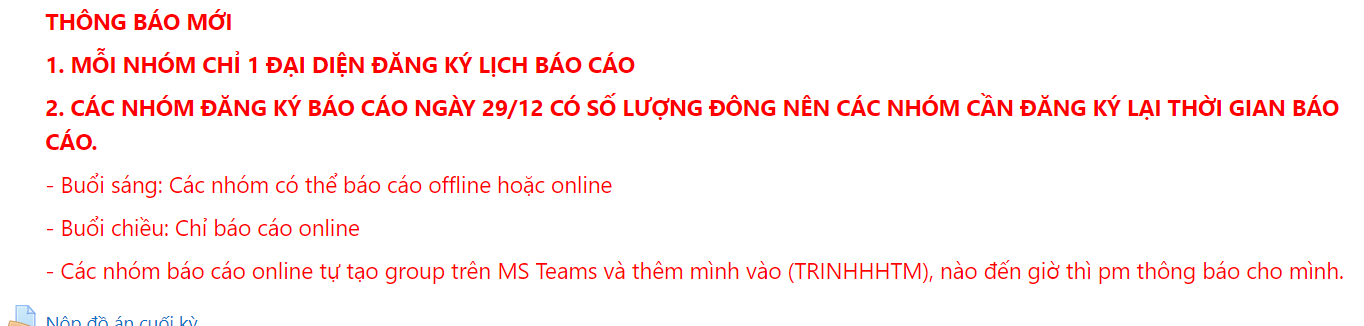 THÔNG BÁO MỚI
1. MỖI NHÓM CHỈ 1 ĐẠI DIỆN ĐĂNG KÝ LỊCH BÁO CÁO
2. CÁC NHÓM ĐĂNG KÝ BÁO CÁO NGÀY 29/12 CÓ SỐ LƯỢNG ĐÔNG NÊN CÁC NHÓM CẦN ĐĂNG KÝ LẠI THỜI GIAN BÁO
CÁO.
- Buổi sáng: Các nhóm có thể báo cáo offline hoặc online
- Buổi chiều: Chỉ báo cáo online
- Các nhóm báo cáo online tự tạo group trên MS Teams và thêm mình vào (TRINHHHTM), nào đến giờ thì pm thông báo cho mình.
Nộp đồ án cuối kỳ